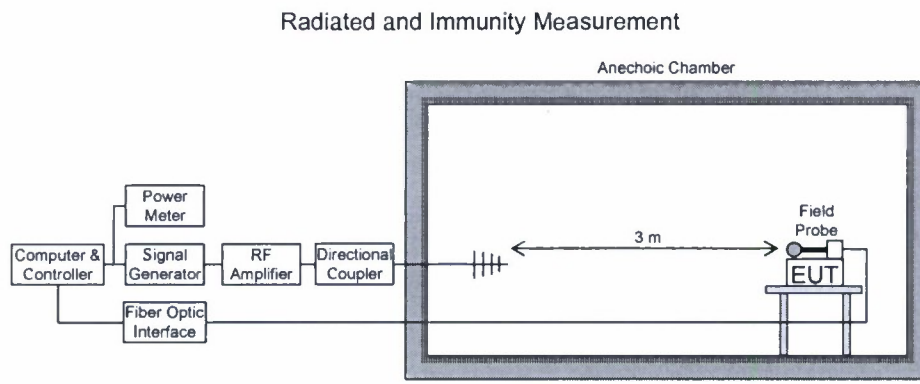 Radiated and Immunity Measurement
Anechoic Chamber
Power
Meter
Field
Probe
3 m
Computer &
Controller
Signal
Generator
RF
Amplifier
Directional
Coupler
EUT
Fiber Optic
Interface